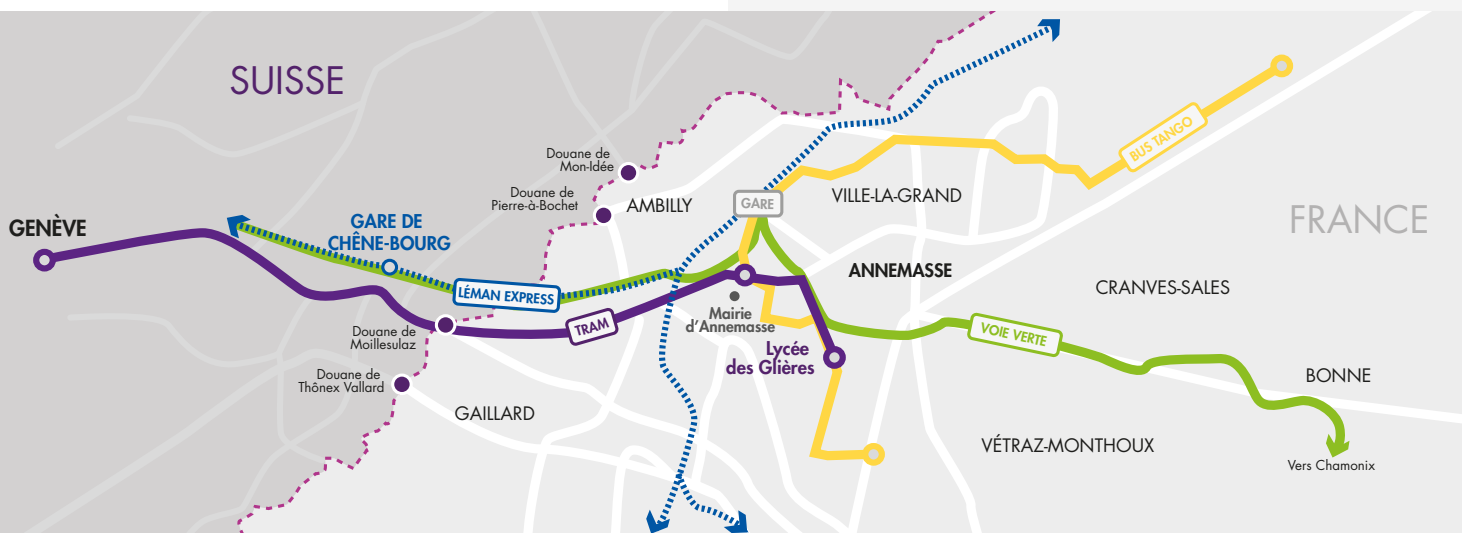 SUISSE
Douane de
Mon-Idée
Douane de
Pierre-à-Bochet
AMBILLY
GARE
VILLE-LA-GRAND
BUS TANGO
FRANCE
GENÈVE
GARE DE
CHÊNE-BOURG
LÉMAN EXPRESS
TRAM
ANNEMASSE
CRANVES-SALES
Mairie
d'Annemasse
Douane de
Moillesulaz
Lycée
des Glières
VOIE VERTE
Douane de
Thônex Vallard
BONNE
GAILLARD
VÉTRAZ-MONTHOUX
Vers Chamonix